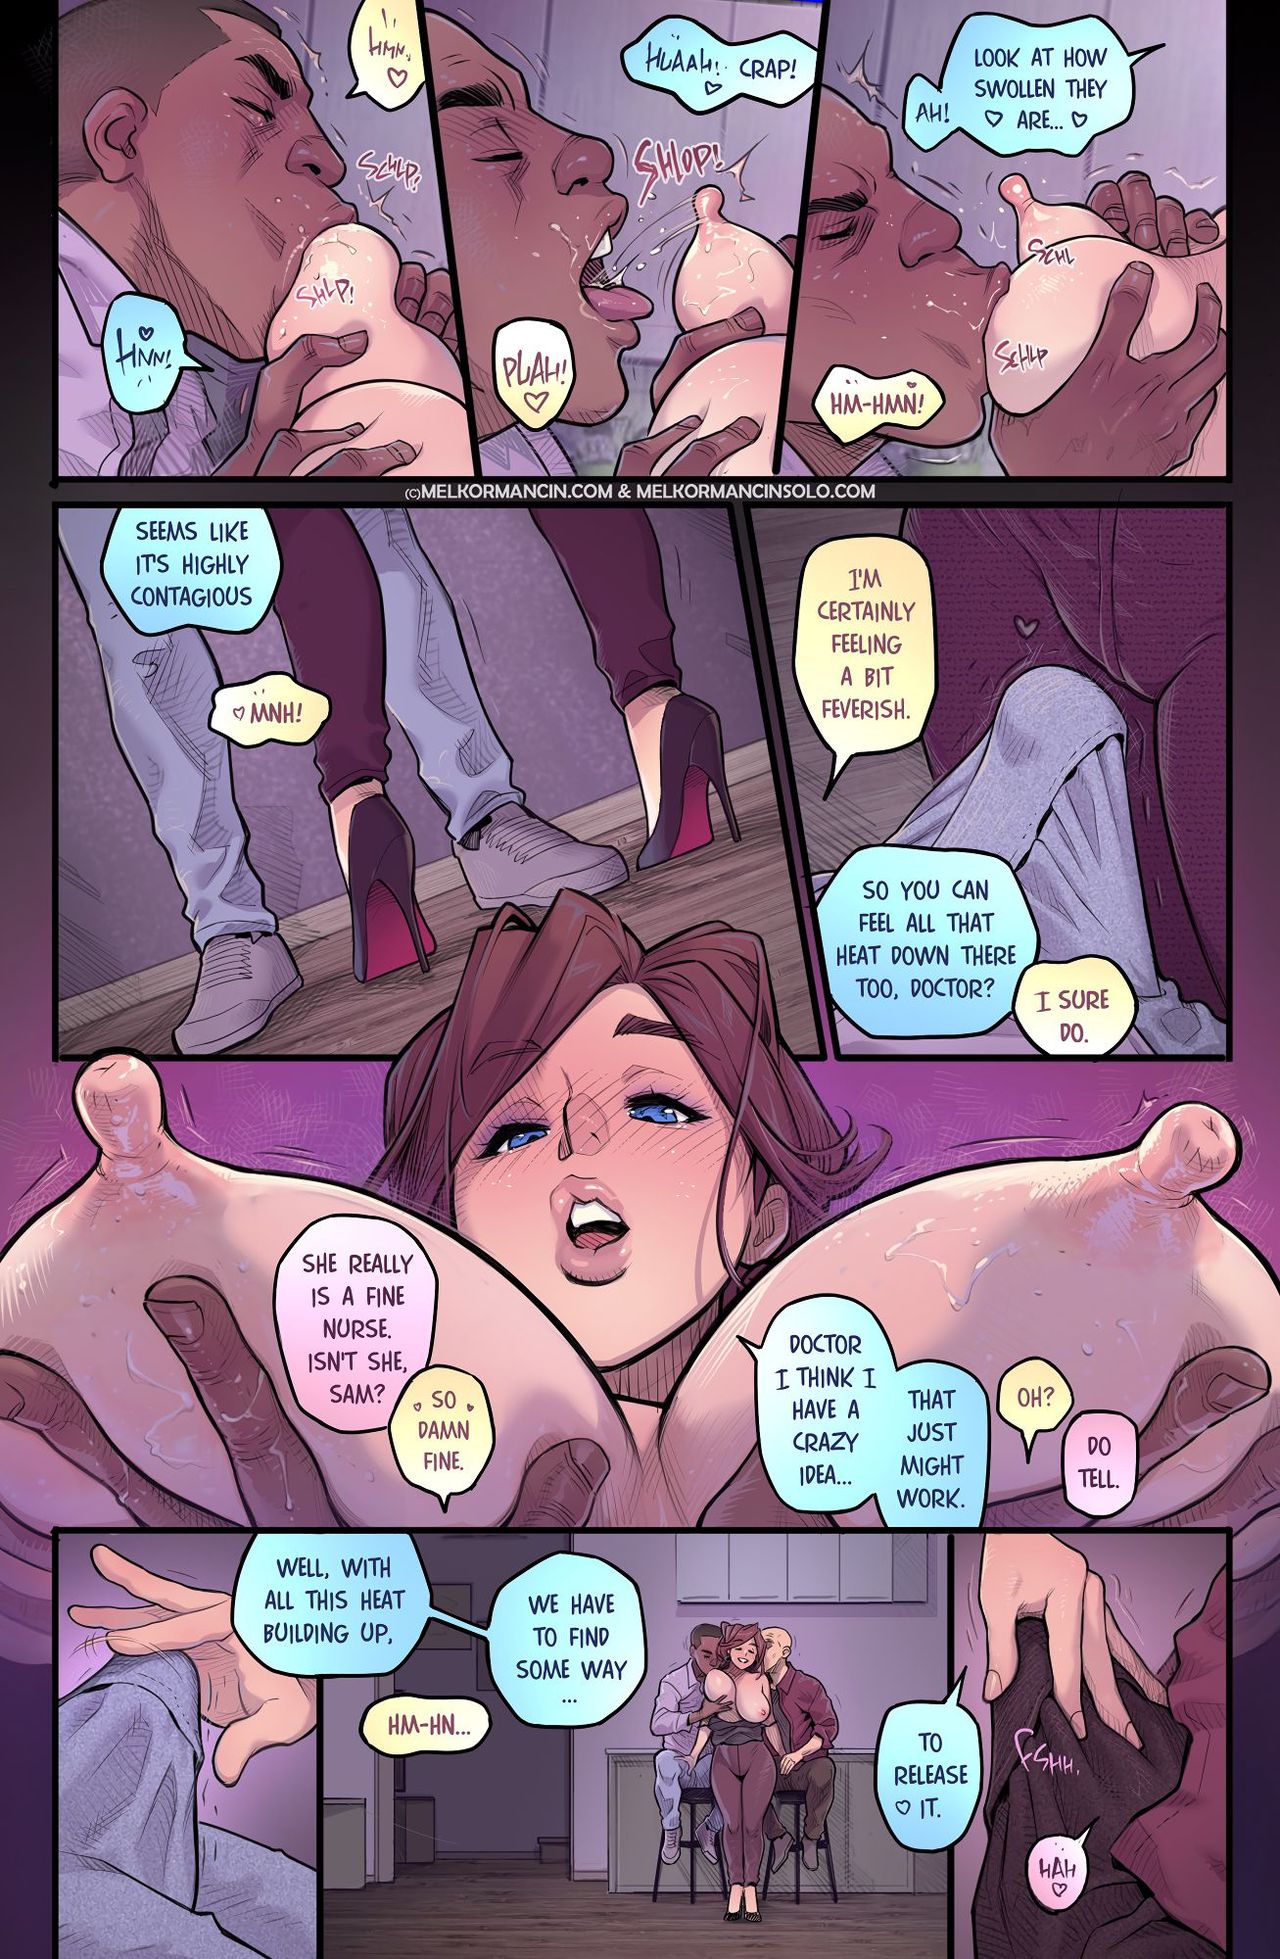 HMN.
SCHLP!
SHLP!
HNN!
HUAAH! CRAP!
SHLOP!
PUAH!
LOOK AT HOW
SWOLLEN THEY
ARE...
AH!
SCHL
SCHLP
HM-HMN!
(C)MELKORMANCIN.COM & MELKORMANCINSOLO.COM
SEEMS LIKE
IT'S HIGHLY
CONTAGIOUS
MNH!
I'M
CERTAINLY
FEELING
A BIT
FEVERISH.
SO YOU CAN
FEEL ALL THAT
HEAT DOWN THERE
TOO, DOCTOR?
I SURE
DO.
SHE REALLY
IS A FINE
NURSE.
ISN'T SHE,
SAM?
SO
DAMN
FINE.
DOCTOR
I THINK I
HAVE A
CRAZY
IDEA...
THAT
JUST
MIGHT
WORK.
OH?
DO
TELL.
WELL, WITH
ALL THIS HEAT
BUILDING UP,
HM-HN...
WE HAVE
TO FIND
SOME WAY
...
TO
RELEASE
IT.
FSHH.
HAH